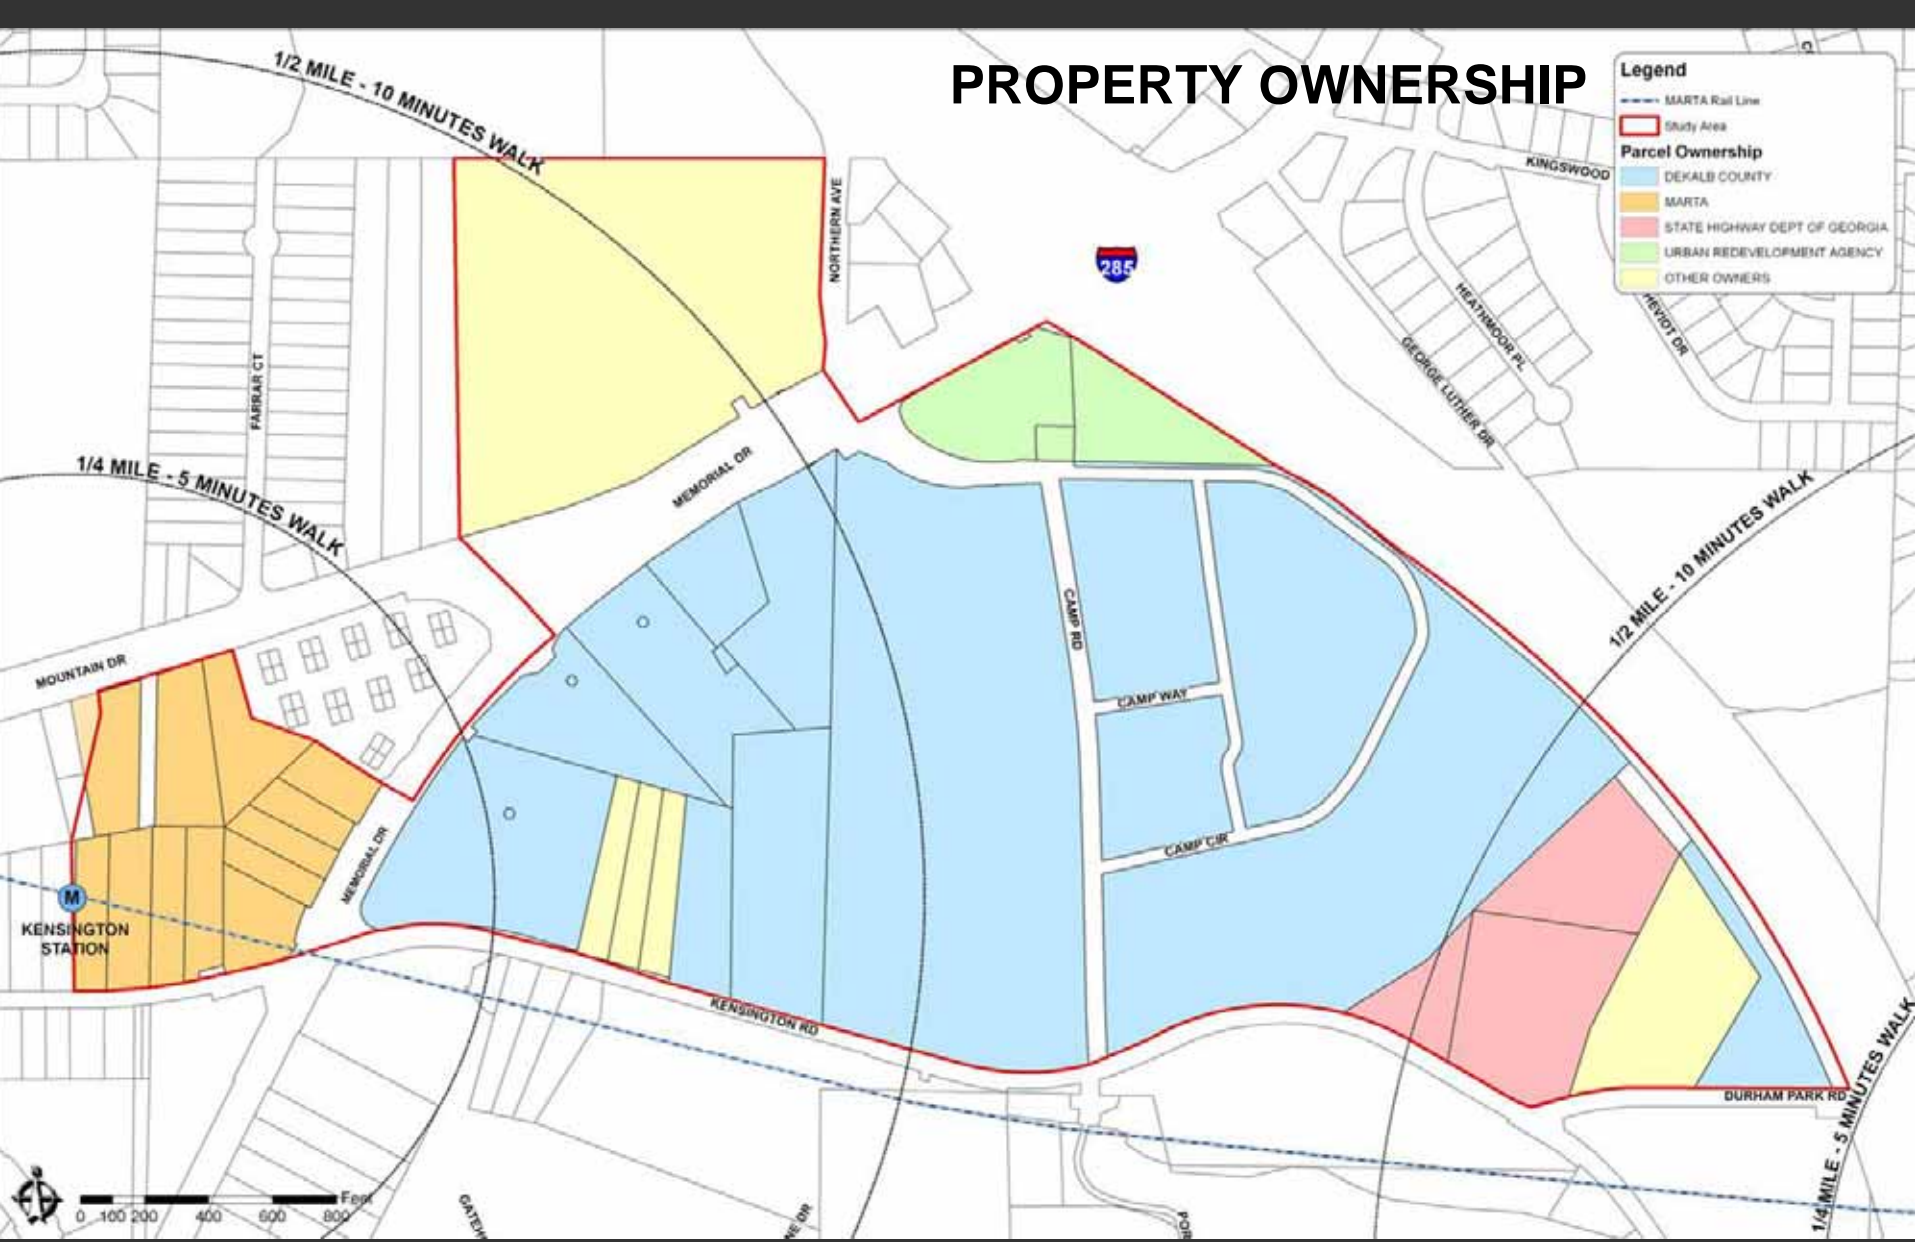 PROPERTY OWNERSHIP
Legend
MARTA Rail Line
Study Area
Parcel Ownership
DEKALB COUNTY
MARTA
STATE HIGHWAY DEPT OF GEORGIA
URBAN REDEVELOPMENT AGENCY
OTHER OWNERS
1/2 MILE - 10 MINUTES WALK
KINGSWOOD
NORTHERN AVE
285
HEATHMOOR PL
HEVIOT DR
GEORGE LUTHER DR
FARRAR CT
1/4 MILE - 5 MINUTES WALK
MEMORIAL DR
1/2 MILE - 10 MINUTES WALK
CAMP RD
MOUNTAIN DR
CAMP WAY
CAMP CIR
MEMORIAL DR
M
KENSINGTON
STATION
KENSINGTON RD
DURHAM PARK RD
1/4 MILE - 5 MINUTES WALK
Feet
0 100 200 400 600 800
GATEH
NE DR
POR